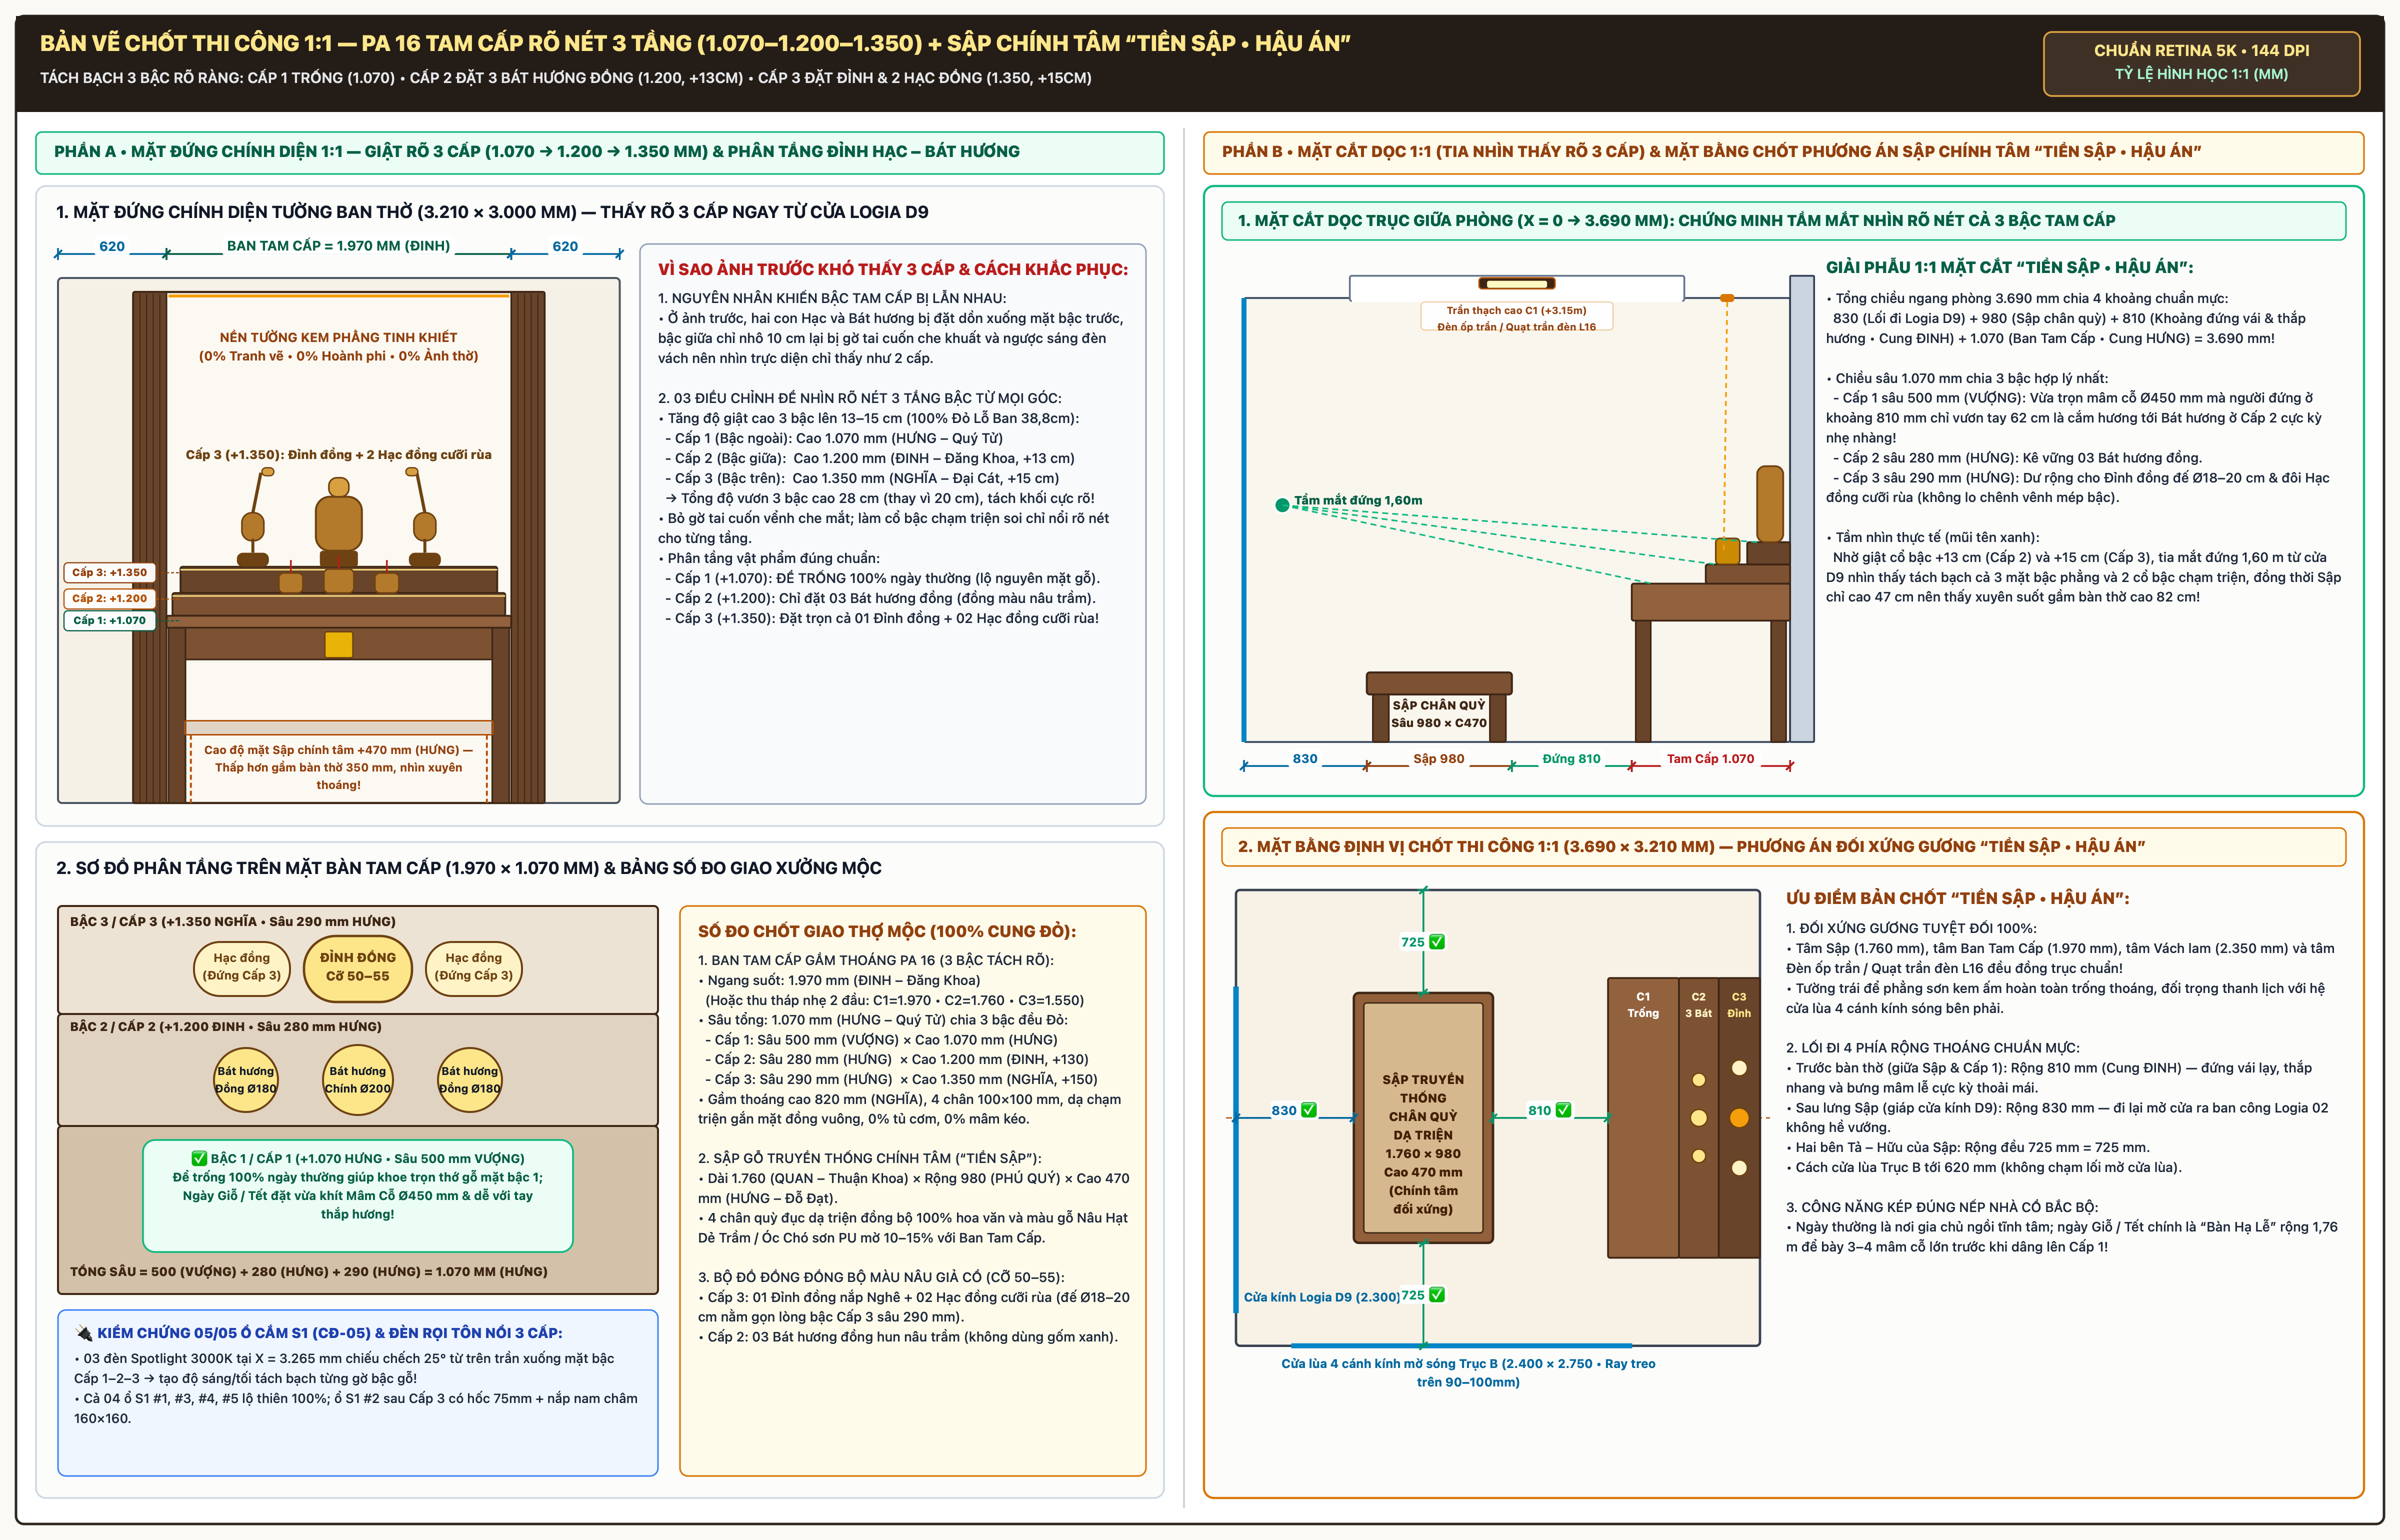 BẢN VẼ CHỐT THI CÔNG 1:1 — PA 16 TAM CẤP RÕ NÉT 3 TẦNG (1.070–1.200–1.350) + SẬP CHÍNH TÂM “TIỀN SẬP • HẬU ÁN”
TÁCH BẠCH 3 BẬC RÕ RÀNG: CẤP 1 TRỐNG (1.070) • CẤP 2 ĐẶT 3 BÁT HƯƠNG ĐỒNG (1.200, +13CM) • CẤP 3 ĐẶT ĐỈNH & 2 HẠC ĐỒNG (1.350, +15CM)
CHUẨN RETINA 5K • 144 DPI
TỶ LỆ HÌNH HỌC 1:1 (MM)
PHẦN A • MẶT ĐỨNG CHÍNH DIỆN 1:1 — GIẬT RÕ 3 CẤP (1.070 → 1.200 → 1.350 MM) & PHÂN TẦNG ĐỈNH HẠC – BÁT HƯƠNG
1. MẶT ĐỨNG CHÍNH DIỆN TƯỜNG BAN THỜ (3.210 × 3.000 MM) — THẤY RÕ 3 CẤP NGAY TỪ CỬA LOGIA D9
620
BAN TAM CẤP = 1.970 MM (ĐINH)
620
NỀN TƯỜNG KEM PHẲNG TINH KHIẾT
(0% Tranh vẽ • 0% Hoành phi • 0% Ảnh thờ)
Cấp 3 (+1.350): Đỉnh đồng + 2 Hạc đồng cưỡi rùa
Cấp 3: +1.350
Cấp 2: +1.200
Cấp 1: +1.070
Cao độ mặt Sập chính tâm +470 mm (HƯNG) —
Thấp hơn gầm bàn thờ 350 mm, nhìn xuyên
thoáng!
VÌ SAO ẢNH TRƯỚC KHÓ THẤY 3 CẤP & CÁCH KHẮC PHỤC:
1. NGUYÊN NHÂN KHIẾN BẬC TAM CẤP BỊ LẪN NHAU:
• Ở ảnh trước, hai con Hạc và Bát hương bị đặt dồn xuống mặt bậc trước,
bậc giữa chỉ nhô 10 cm lại bị gờ tai cuốn che khuất và ngược sáng đèn
vách nên nhìn trực diện chỉ thấy như 2 cấp.
2. 03 ĐIỀU CHỈNH ĐỂ NHÌN RÕ NÉT 3 TẦNG BẬC TỪ MỌI GÓC:
• Tăng độ giật cao 3 bậc lên 13–15 cm (100% Đỏ Lỗ Ban 38,8cm):
- Cấp 1 (Bậc ngoài): Cao 1.070 mm (HƯNG – Quý Tử)
- Cấp 2 (Bậc giữa): Cao 1.200 mm (ĐINH – Đăng Khoa, +13 cm)
- Cấp 3 (Bậc trên): Cao 1.350 mm (NGHĨA – Đại Cát, +15 cm)
→ Tổng độ vươn 3 bậc cao 28 cm (thay vì 20 cm), tách khối cực rõ!
• Bỏ gờ tai cuốn vểnh che mắt; làm cổ bậc chạm triện soi chỉ nổi rõ nét
cho từng tầng.
• Phân tầng vật phẩm đúng chuẩn:
- Cấp 1 (+1.070): ĐỂ TRỐNG 100% ngày thường (lộ nguyên mặt gỗ).
- Cấp 2 (+1.200): Chỉ đặt 03 Bát hương đồng (đồng màu nâu trầm).
- Cấp 3 (+1.350): Đặt trọn cả 01 Đỉnh đồng + 02 Hạc đồng cưỡi rùa!
2. SƠ ĐỒ PHÂN TẦNG TRÊN MẶT BÀN TAM CẤP (1.970 × 1.070 MM) & BẢNG SỐ ĐO GIAO XƯỞNG MỘC
BẬC 3 / CẤP 3 (+1.350 NGHĨA • Sâu 290 mm HƯNG)
Hạc đồng
(Đứng Cấp 3)
ĐỈNH ĐỒNG
Cỡ 50–55
Hạc đồng
(Đứng Cấp 3)
BẬC 2 / CẤP 2 (+1.200 ĐINH • Sâu 280 mm HƯNG)
Bát hương
Đồng Ø180
Bát hương
Chính Ø200
Bát hương
Đồng Ø180
✅ BẬC 1 / CẤP 1 (+1.070 HƯNG • Sâu 500 mm VƯỢNG)
Để trống 100% ngày thường giúp khoe trọn thớ gỗ mặt bậc 1;
Ngày Giỗ / Tết đặt vừa khít Mâm Cỗ Ø450 mm & dễ với tay
thắp hương!
TỔNG SÂU = 500 (VƯỢNG) + 280 (HƯNG) + 290 (HƯNG) = 1.070 MM (HƯNG)
🔌 KIỂM CHỨNG 05/05 Ổ CẮM S1 (CĐ-05) & ĐÈN RỌI TÔN NỔI 3 CẤP:
• 03 đèn Spotlight 3000K tại X = 3.265 mm chiếu chếch 25° từ trên trần xuống mặt bậc
Cấp 1–2–3 → tạo độ sáng/tối tách bạch từng gờ bậc gỗ!
• Cả 04 ổ S1 #1, #3, #4, #5 lộ thiên 100%; ổ S1 #2 sau Cấp 3 có hốc 75mm + nắp nam châm
160×160.
SỐ ĐO CHỐT GIAO THỢ MỘC (100% CUNG ĐỎ):
1. BAN TAM CẤP GẦM THOÁNG PA 16 (3 BẬC TÁCH RÕ):
• Ngang suốt: 1.970 mm (ĐINH – Đăng Khoa)
(Hoặc thu tháp nhẹ 2 đầu: C1=1.970 • C2=1.760 • C3=1.550)
• Sâu tổng: 1.070 mm (HƯNG – Quý Tử) chia 3 bậc đều Đỏ:
- Cấp 1: Sâu 500 mm (VƯỢNG) × Cao 1.070 mm (HƯNG)
- Cấp 2: Sâu 280 mm (HƯNG) × Cao 1.200 mm (ĐINH, +130)
- Cấp 3: Sâu 290 mm (HƯNG) × Cao 1.350 mm (NGHĨA, +150)
• Gầm thoáng cao 820 mm (NGHĨA), 4 chân 100×100 mm, dạ chạm
triện gắn mặt đồng vuông, 0% tủ cơm, 0% mâm kéo.
2. SẬP GỖ TRUYỀN THỐNG CHÍNH TÂM (“TIỀN SẬP”):
• Dài 1.760 (QUAN – Thuận Khoa) × Rộng 980 (PHÚ QUÝ) × Cao 470
mm (HƯNG – Đỗ Đạt).
• 4 chân quỳ đục dạ triện đồng bộ 100% hoa văn và màu gỗ Nâu Hạt
Dẻ Trầm / Óc Chó sơn PU mờ 10–15% với Ban Tam Cấp.
3. BỘ ĐỒ ĐỒNG ĐỒNG BỘ MÀU NÂU GIẢ CỔ (CỠ 50–55):
• Cấp 3: 01 Đỉnh đồng nắp Nghê + 02 Hạc đồng cưỡi rùa (đế Ø18–20
cm nằm gọn lòng bậc Cấp 3 sâu 290 mm).
• Cấp 2: 03 Bát hương đồng hun nâu trầm (không dùng gốm xanh).
PHẦN B • MẶT CẮT DỌC 1:1 (TIA NHÌN THẤY RÕ 3 CẤP) & MẶT BẰNG CHỐT PHƯƠNG ÁN SẬP CHÍNH TÂM “TIỀN SẬP • HẬU ÁN”
1. MẶT CẮT DỌC TRỤC GIỮA PHÒNG (X = 0 → 3.690 MM): CHỨNG MINH TẦM MẮT NHÌN RÕ NÉT CẢ 3 BẬC TAM CẤP
Trần thạch cao C1 (+3.15m)
Đèn ốp trần / Quạt trần đèn L16
Tầm mắt đứng 1,60m
SẬP CHÂN QUỲ
Sâu 980 × C470
830
Sập 980
Đứng 810
Tam Cấp 1.070
GIẢI PHẪU 1:1 MẶT CẮT “TIỀN SẬP • HẬU ÁN”:
• Tổng chiều ngang phòng 3.690 mm chia 4 khoảng chuẩn mực:
830 (Lối đi Logia D9) + 980 (Sập chân quỳ) + 810 (Khoảng đứng vái & thắp
hương • Cung ĐINH) + 1.070 (Ban Tam Cấp • Cung HƯNG) = 3.690 mm!
• Chiều sâu 1.070 mm chia 3 bậc hợp lý nhất:
- Cấp 1 sâu 500 mm (VƯỢNG): Vừa trọn mâm cỗ Ø450 mm mà người đứng ở
khoảng 810 mm chỉ vươn tay 62 cm là cắm hương tới Bát hương ở Cấp 2 cực kỳ
nhẹ nhàng!
- Cấp 2 sâu 280 mm (HƯNG): Kê vững 03 Bát hương đồng.
- Cấp 3 sâu 290 mm (HƯNG): Dư rộng cho Đỉnh đồng đế Ø18–20 cm & đôi Hạc
đồng cưỡi rùa (không lo chênh vênh mép bậc).
• Tầm nhìn thực tế (mũi tên xanh):
Nhờ giật cổ bậc +13 cm (Cấp 2) và +15 cm (Cấp 3), tia mắt đứng 1,60 m từ cửa
D9 nhìn thấy tách bạch cả 3 mặt bậc phẳng và 2 cổ bậc chạm triện, đồng thời Sập
chỉ cao 47 cm nên thấy xuyên suốt gầm bàn thờ cao 82 cm!
2. MẶT BẰNG ĐỊNH VỊ CHỐT THI CÔNG 1:1 (3.690 × 3.210 MM) — PHƯƠNG ÁN ĐỐI XỨNG GƯƠNG “TIỀN SẬP • HẬU ÁN”
725 ✅
C1
Trống
C2
3 Bát
C3
Đỉnh
830 ✅
810 ✅
SẬP TRUYỀN
THỐNG
CHÂN QUỲ
DẠ TRIỆN
1.760 × 980
Cao 470 mm
(Chính tâm
đối xứng)
Cửa kính Logia D9 (2.300)
725 ✅
Cửa lùa 4 cánh kính mờ sóng Trục B (2.400 × 2.750 • Ray treo
trên 90–100mm)
ƯU ĐIỂM BẢN CHỐT “TIỀN SẬP • HẬU ÁN”:
1. ĐỐI XỨNG GƯƠNG TUYỆT ĐỐI 100%:
• Tâm Sập (1.760 mm), tâm Ban Tam Cấp (1.970 mm), tâm Vách lam (2.350 mm) và tâm
Đèn ốp trần / Quạt trần đèn L16 đều đồng trục chuẩn!
• Tường trái để phẳng sơn kem ấm hoàn toàn trống thoáng, đối trọng thanh lịch với hệ
cửa lùa 4 cánh kính sóng bên phải.
2. LỐI ĐI 4 PHÍA RỘNG THOÁNG CHUẨN MỰC:
• Trước bàn thờ (giữa Sập & Cấp 1): Rộng 810 mm (Cung ĐINH) — đứng vái lạy, thắp
nhang và bưng mâm lễ cực kỳ thoải mái.
• Sau lưng Sập (giáp cửa kính D9): Rộng 830 mm — đi lại mở cửa ra ban công Logia 02
không hề vướng.
• Hai bên Tả – Hữu của Sập: Rộng đều 725 mm = 725 mm.
• Cách cửa lùa Trục B tới 620 mm (không chạm lối mở cửa lùa).
3. CÔNG NĂNG KÉP ĐÚNG NẾP NHÀ CỔ BẮC BỘ:
• Ngày thường là nơi gia chủ ngồi tĩnh tâm; ngày Giỗ / Tết chính là “Bàn Hạ Lễ” rộng 1,76
m để bày 3–4 mâm cỗ lớn trước khi dâng lên Cấp 1!